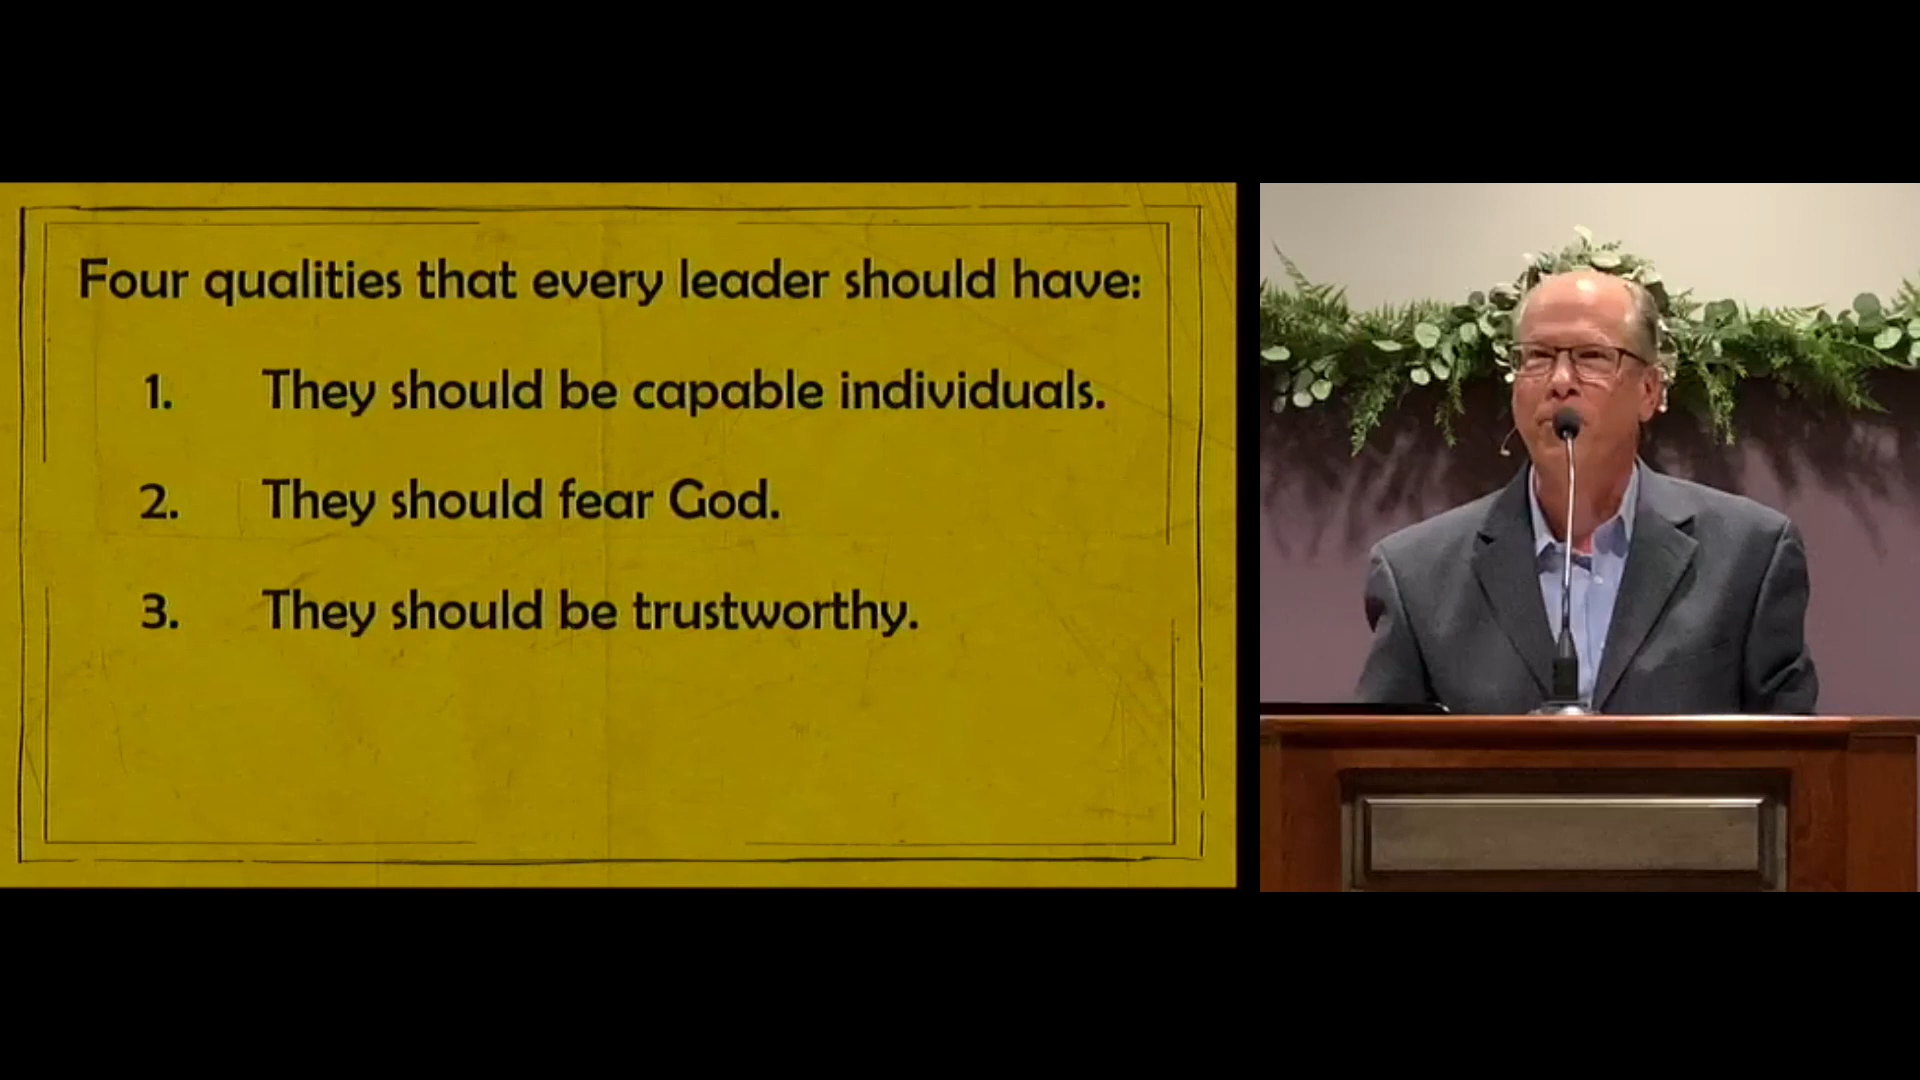 Four qualities that every leader should have:
1. They should be capable individuals.
2. They should fear God.
3. They should be trustworthy.